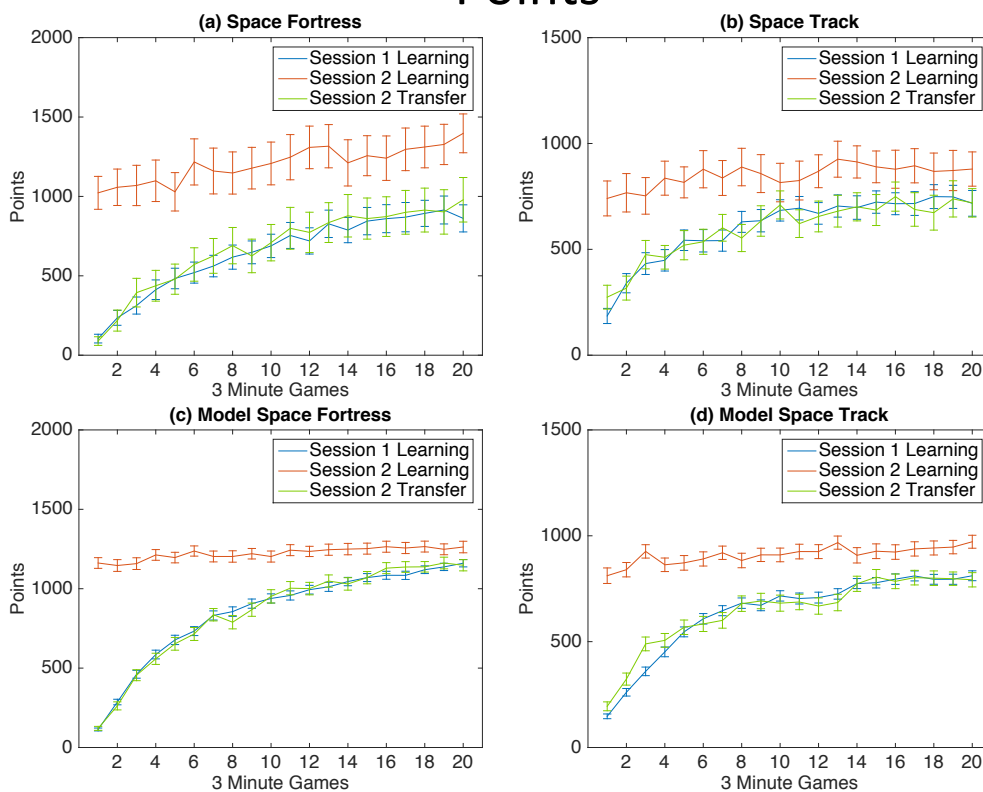 Points
(a) Space Fortress
2000
1500
1000
500
0
Points
Session 1 Learning
Session 2 Learning
Session 2 Transfer
2 4 6 8 10 12 14 16 18 20
3 Minute Games
(b) Space Track
1500
1000
500
0
Points
Session 1 Learning
Session 2 Learning
Session 2 Transfer
2 4 6 8 10 12 14 16 18 20
3 Minute Games
(c) Model Space Fortress
2000
1500
1000
500
0
Points
Session 1 Learning
Session 2 Learning
Session 2 Transfer
2 4 6 8 10 12 14 16 18 20
3 Minute Games
(d) Model Space Track
1500
1000
500
0
Points
Session 1 Learning
Session 2 Learning
Session 2 Transfer
2 4 6 8 10 12 14 16 18 20
3 Minute Games